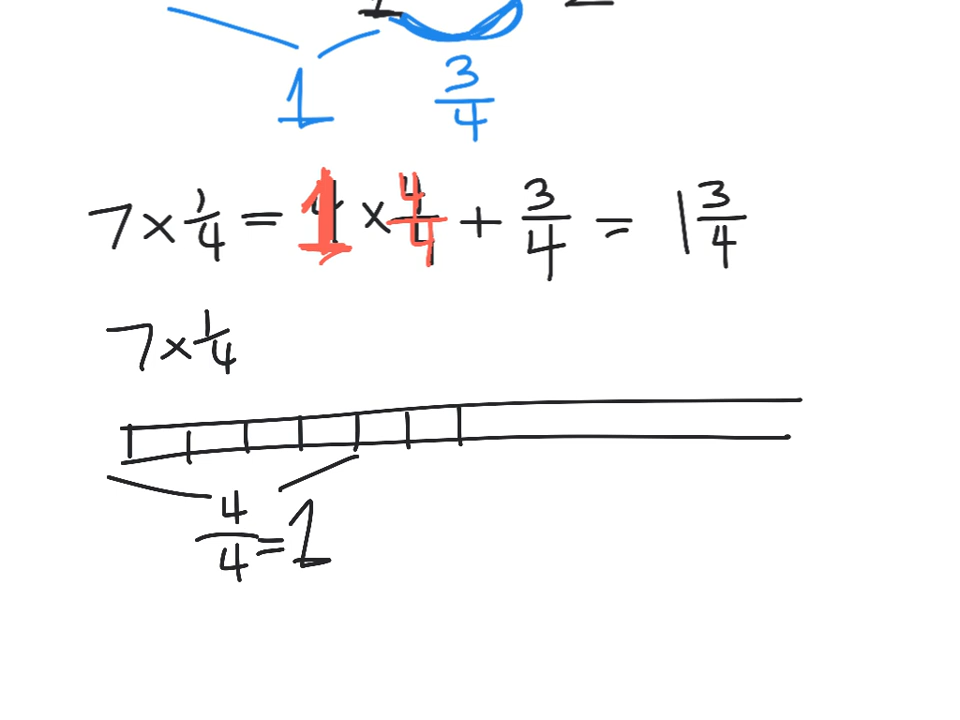 1 3/4
7 × 1/4 = 1 × 4/4 + 3/4 = 1 3/4
7 × 1/4
4/4 = 1